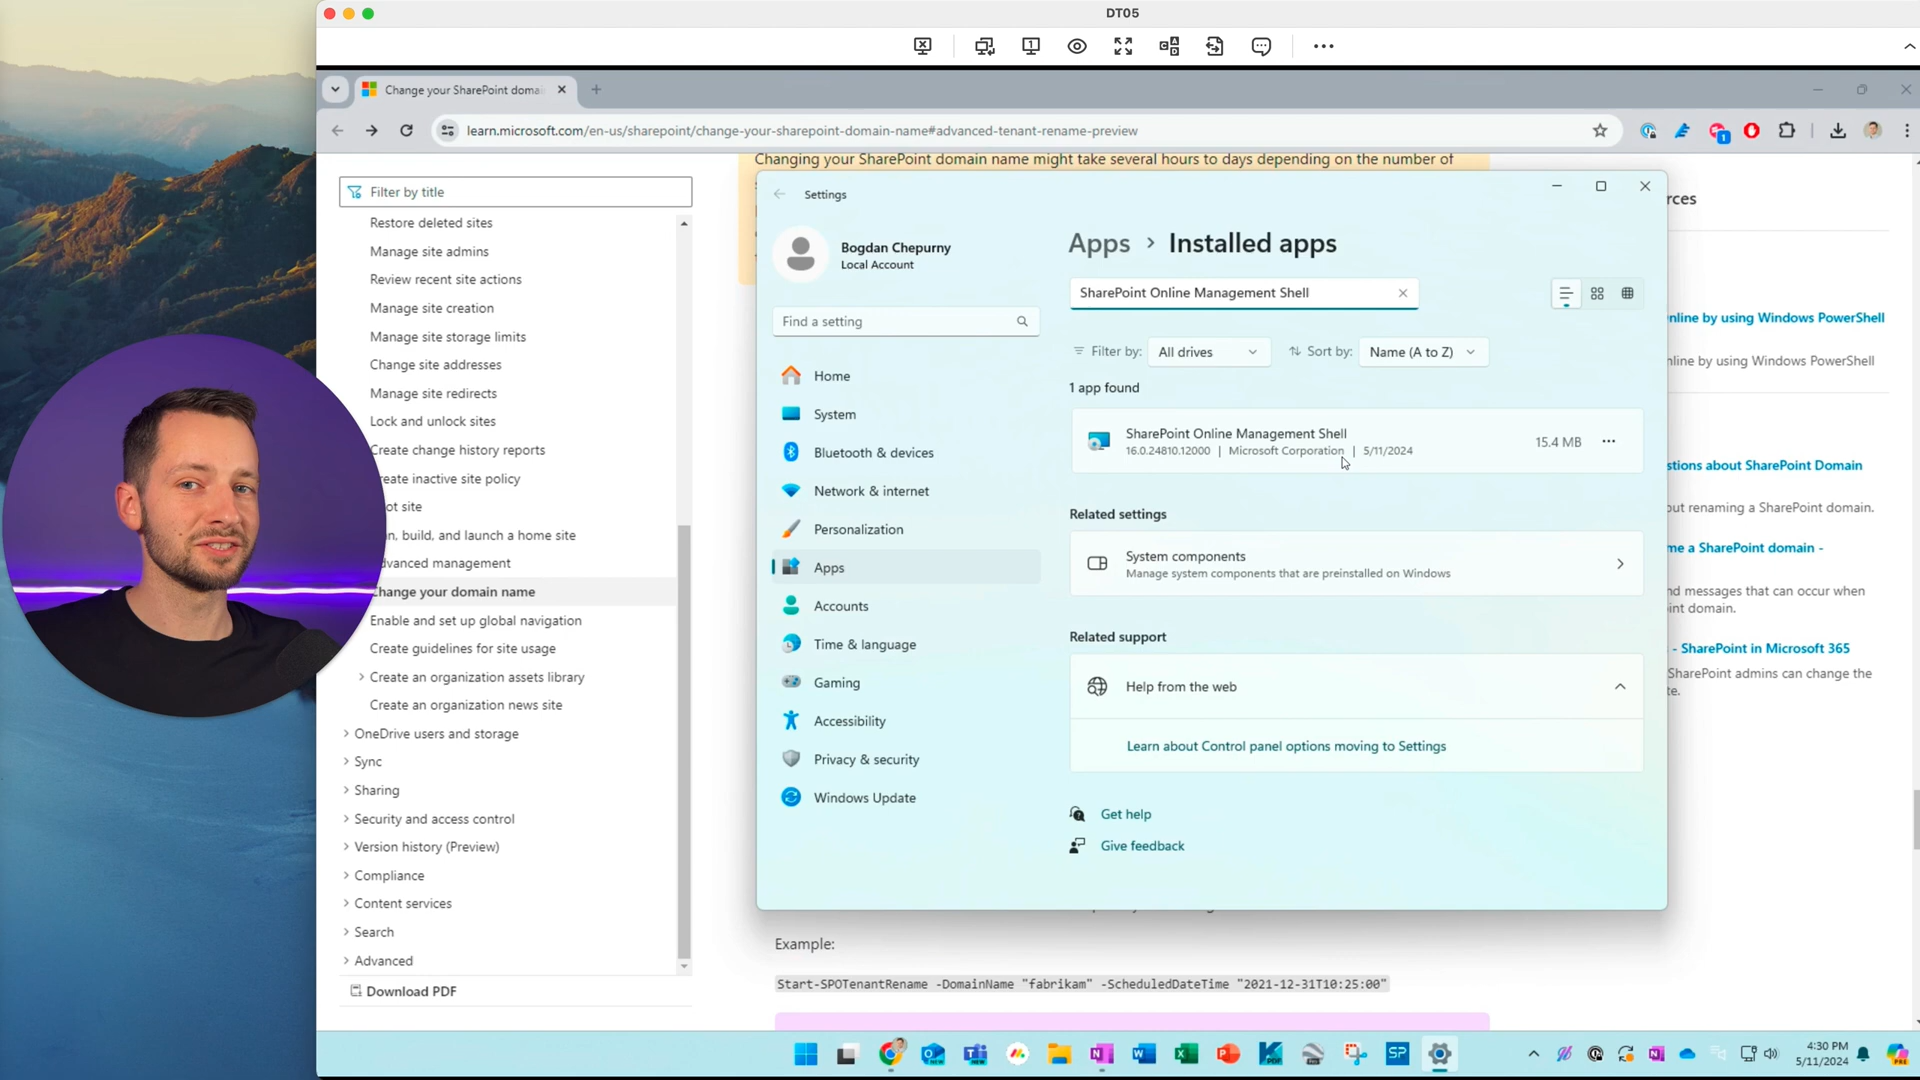 DT05
Change your SharePoint domai
learn.microsoft.com/en-us/sharepoint/change-your-sharepoint-domain-name#advanced-tenant-rename-preview
1
Filter by title
Restore deleted sites
Manage site admins
Review recent site actions
Manage site creation
Manage site storage limits
Change site addresses
Manage site redirects
Lock and unlock sites
Create change history reports
reate inactive site policy
ot site
n, build, and launch a home site
dvanced management
hange your domain name
Enable and set up global navigation
Create guidelines for site usage
Create an organization assets library
Create an organization news site
OneDrive users and storage
Sync
Sharing
Security and access control
Version history (Preview)
Compliance
Content services
Search
Advanced
Download PDF
Changing your SharePoint domain name might take several hours to days depending on the number of
Settings
Bogdan Chepurny
Local Account
Find a setting
Home
System
Bluetooth & devices
Network & internet
Personalization
Apps
Accounts
Time & language
Gaming
Accessibility
Privacy & security
Windows Update
Apps > Installed apps
SharePoint Online Management Shell
Filter by: All drives
Sort by: Name (A to Z)
1 app found
SharePoint Online Management Shell
16.0.24810.12000 | Microsoft Corporation | 5/11/2024
15.4 MB
Related settings
System components
Manage system components that are preinstalled on Windows
Related support
Help from the web
Learn about Control panel options moving to Settings
Get help
Give feedback
rces
nline by using Windows PowerShell
nline by using Windows PowerShell
stions about SharePoint Domain
out renaming a SharePoint domain.
me a SharePoint domain -
nd messages that can occur when
int domain.
- SharePoint in Microsoft 365
SharePoint admins can change the
te.
Example:
Start-SPOTenantRename -DomainName "fabrikam" -ScheduledDateTime "2021-12-31T10:25:00"
4:30 PM
5/11/2024